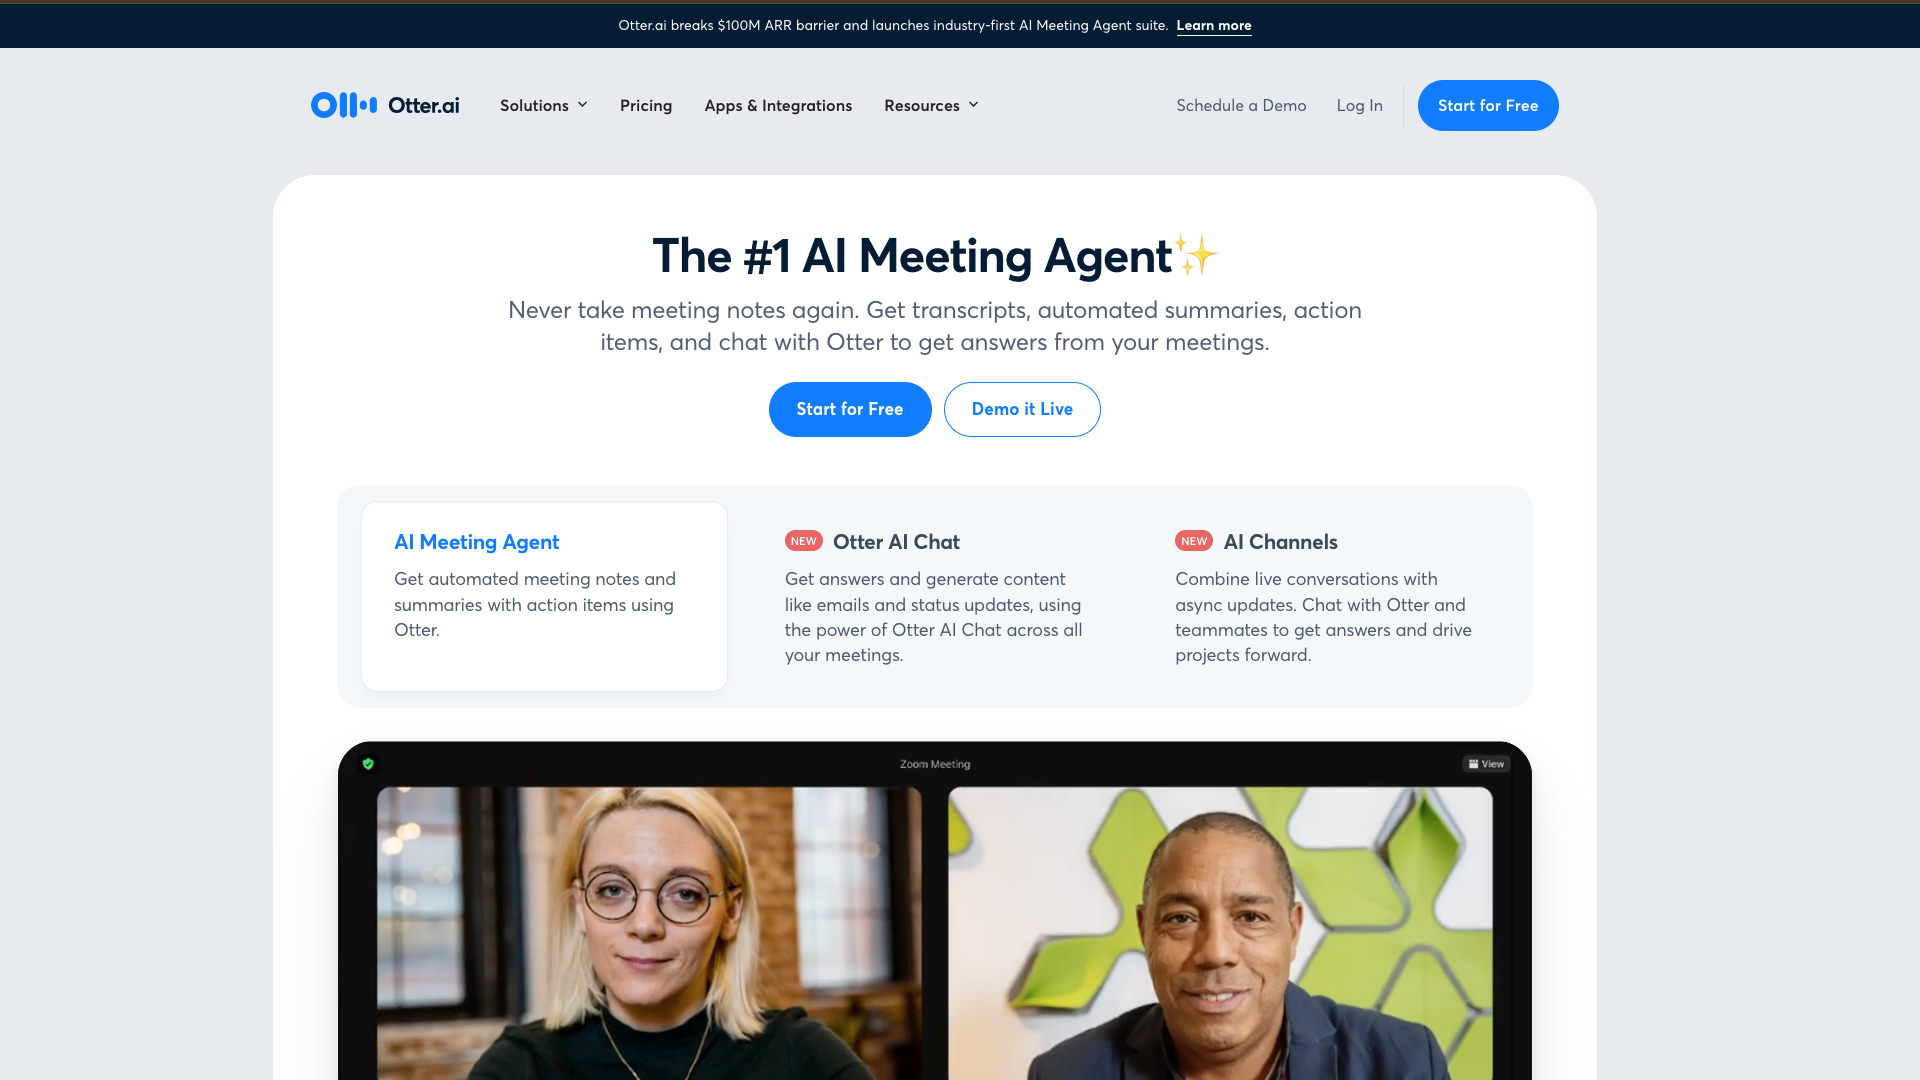 Otter.ai breaks $100M ARR barrier and launches industry-first AI Meeting Agent suite. Learn more
Otter.ai Solutions Pricing Apps & Integrations Resources Schedule a Demo Log In Start for Free
The #1 AI Meeting Agent✨
Never take meeting notes again. Get transcripts, automated summaries, action
items, and chat with Otter to get answers from your meetings.
Start for Free Demo it Live
AI Meeting Agent
Get automated meeting notes and
summaries with action items using
Otter.
NEW Otter AI Chat
Get answers and generate content
like emails and status updates, using
the power of Otter AI Chat across all
your meetings.
NEW AI Channels
Combine live conversations with
async updates. Chat with Otter and
teammates to get answers and drive
projects forward.
Zoom Meeting
View